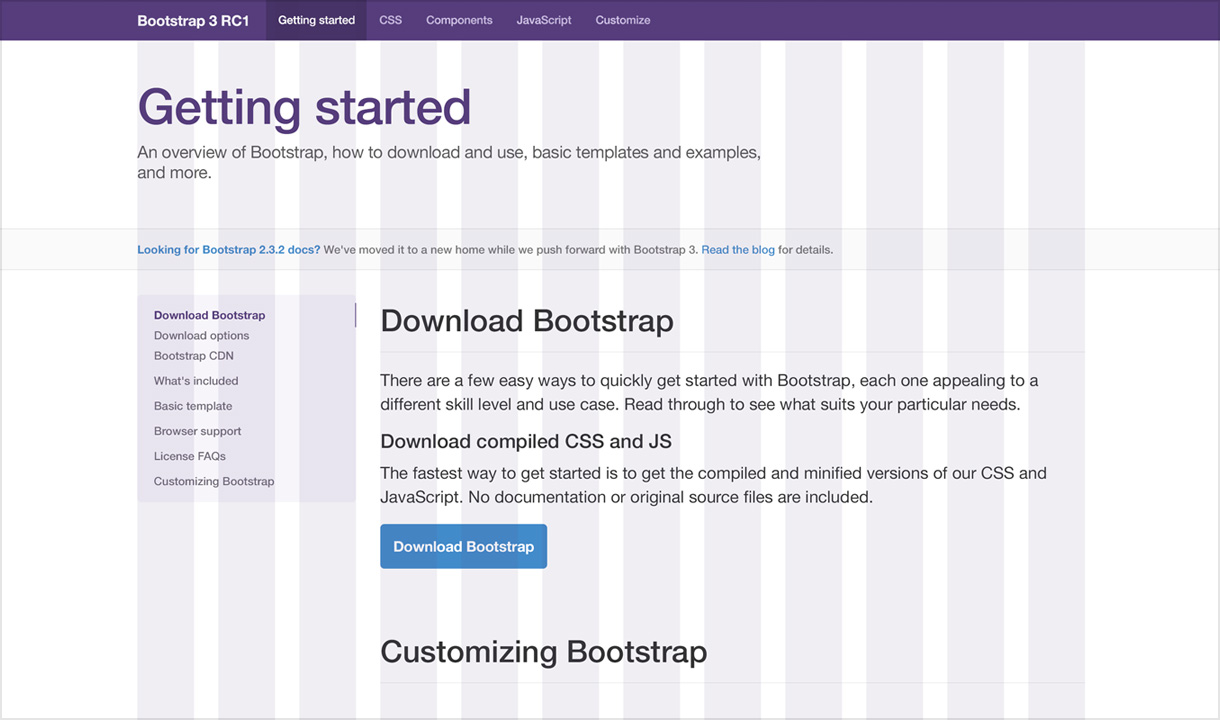 Bootstrap 3 RC1 Getting started CSS Components JavaScript Customize
Getting started
An overview of Bootstrap, how to download and use, basic templates and examples,
and more.
Looking for Bootstrap 2.3.2 docs? We've moved it to a new home while we push forward with Bootstrap 3. Read the blog for details.
Download Bootstrap
Download options
Bootstrap CDN
What's included
Basic template
Browser support
License FAQs
Customizing Bootstrap
Download Bootstrap
There are a few easy ways to quickly get started with Bootstrap, each one appealing to a
different skill level and use case. Read through to see what suits your particular needs.
Download compiled CSS and JS
The fastest way to get started is to get the compiled and minified versions of our CSS and
JavaScript. No documentation or original source files are included.
Download Bootstrap
Customizing Bootstrap